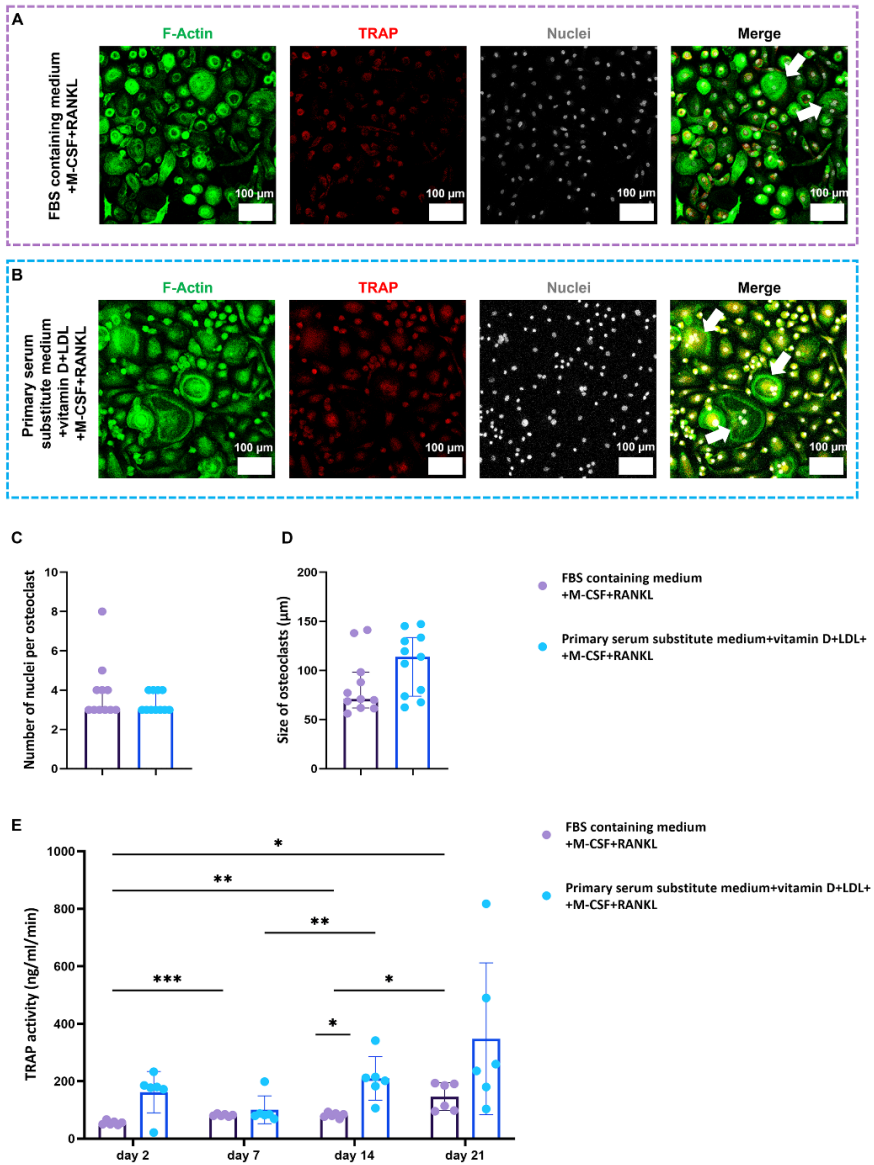 A
F-Actin TRAP Nuclei Merge
FBS containing medium
+M-CSF+RANKL
100 µm 100 µm 100 µm 100 µm
B
F-Actin TRAP Nuclei Merge
Primary serum
substitute medium
+vitamin D+LDL
+M-CSF+RANKL
100 µm 100 µm 100 µm 100 µm
C
Number of nuclei per osteoclast
10
8
6
4
2
0
D
Size of osteoclasts (µm)
200
150
100
50
0
FBS containing medium
+M-CSF+RANKL
Primary serum substitute medium+vitamin D+LDL+
+M-CSF+RANKL
E
TRAP activity (ng/ml/min)
1000
800
600
400
200
0
*
**
**
***
*
*
day 2 day 7 day 14 day 21
FBS containing medium
+M-CSF+RANKL
Primary serum substitute medium+vitamin D+LDL+
+M-CSF+RANKL